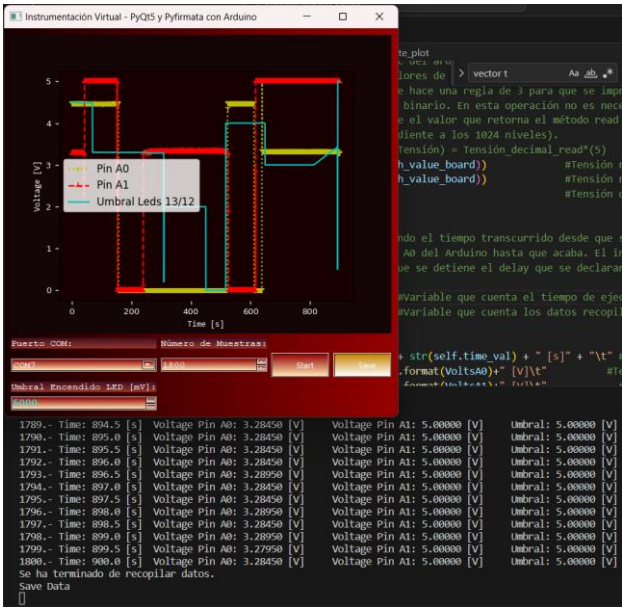 Instrumentación Virtual - PyQt5 y Pyfirmata con Arduino
te_plot
vector t
Aa ab, .*
lores de
e hace una regla de 3 para que se impr
binario. En esta operación no es nece
e el valor que retorna el método read
diente a los 1024 niveles).
Tensión) = Tensión_decimal_read*(5)
h_value_board)) #Tensión
h_value_board)) #Tensión
#Tensión
ndo el tiempo transcurrido desde que s
A0 del Arduino hasta que acaba. El in
ue se detiene el delay que se declarar
#Variable que cuenta el tiempo de ejec
#Variable que cuenta los datos recopil
+ str(self.time_val) + " [s]" + "\t" #
.format(VoltsA0)+" [V]\t" #Te
.format(VoltsA1)+" [V]\t"
5
4
3
2
1
0
Voltage [V]
Pin A0
Pin A1
Umbral Leds 13/12
0 200 400 600 800
Time [s]
Puerto COM: Número de Muestras:
COM7 1800 Start Save
Umbral Encendido LED [mV]:
5000
1789.- Time: 894.5 [s] Voltage Pin A0: 3.28450 [V] Voltage Pin A1: 5.00000 [V] Umbral: 5.00000 [V]
1790.- Time: 895.0 [s] Voltage Pin A0: 3.28450 [V] Voltage Pin A1: 5.00000 [V] Umbral: 5.00000 [V]
1791.- Time: 895.5 [s] Voltage Pin A0: 3.28450 [V] Voltage Pin A1: 5.00000 [V] Umbral: 5.00000 [V]
1792.- Time: 896.0 [s] Voltage Pin A0: 3.28450 [V] Voltage Pin A1: 5.00000 [V] Umbral: 5.00000 [V]
1793.- Time: 896.5 [s] Voltage Pin A0: 3.28950 [V] Voltage Pin A1: 5.00000 [V] Umbral: 5.00000 [V]
1794.- Time: 897.0 [s] Voltage Pin A0: 3.28450 [V] Voltage Pin A1: 5.00000 [V] Umbral: 5.00000 [V]
1795.- Time: 897.5 [s] Voltage Pin A0: 3.28450 [V] Voltage Pin A1: 5.00000 [V] Umbral: 5.00000 [V]
1796.- Time: 898.0 [s] Voltage Pin A0: 3.28950 [V] Voltage Pin A1: 5.00000 [V] Umbral: 5.00000 [V]
1797.- Time: 898.5 [s] Voltage Pin A0: 3.28450 [V] Voltage Pin A1: 5.00000 [V] Umbral: 5.00000 [V]
1798.- Time: 899.0 [s] Voltage Pin A0: 3.28950 [V] Voltage Pin A1: 5.00000 [V] Umbral: 5.00000 [V]
1799.- Time: 899.5 [s] Voltage Pin A0: 3.27950 [V] Voltage Pin A1: 5.00000 [V] Umbral: 5.00000 [V]
1800.- Time: 900.0 [s] Voltage Pin A0: 3.28450 [V] Voltage Pin A1: 5.00000 [V] Umbral: 5.00000 [V]
Se ha terminado de recopilar datos.
Save Data